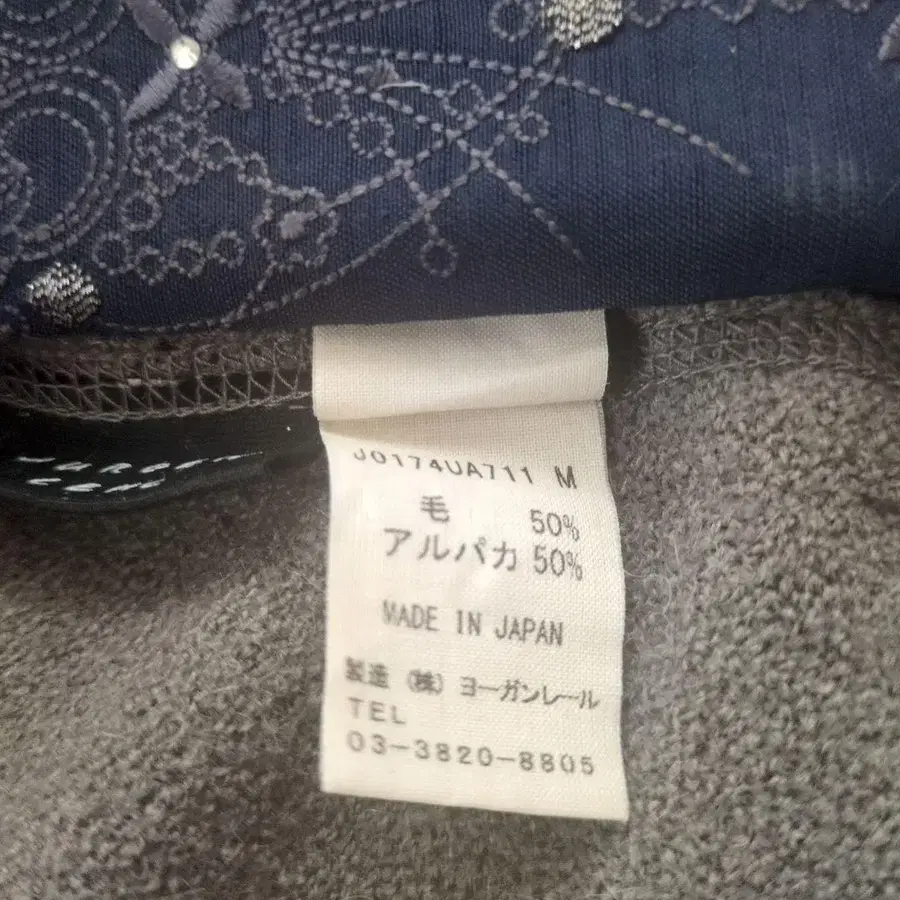 J0174UA711 M
毛 50%
アルパカ 50%
MADE IN JAPAN
製造 (株) ヨーガンレール
TEL
03-3820-8805